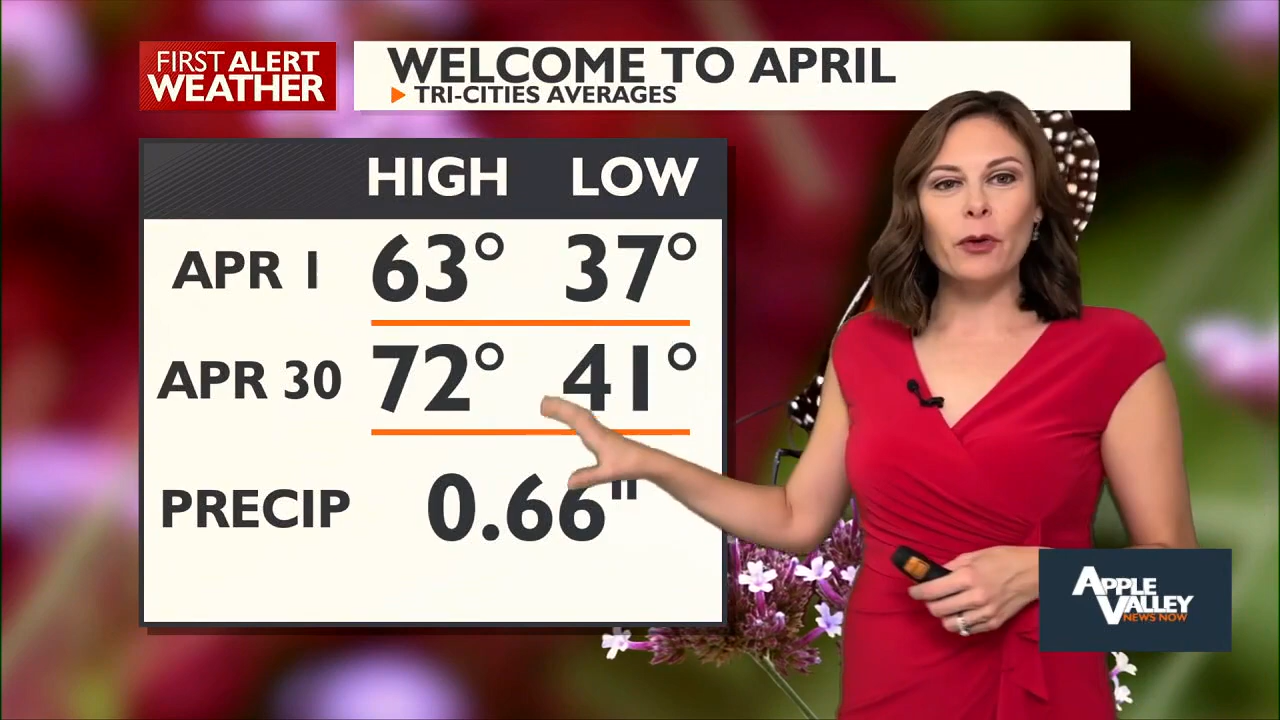 FIRST ALERT
WEATHER
WELCOME TO APRIL
TRI-CITIES AVERAGES
HIGH LOW
APR 1 63° 37°
APR 30 72° 41°
PRECIP 0.66"
APPLE
VALLEY
NEWS NOW